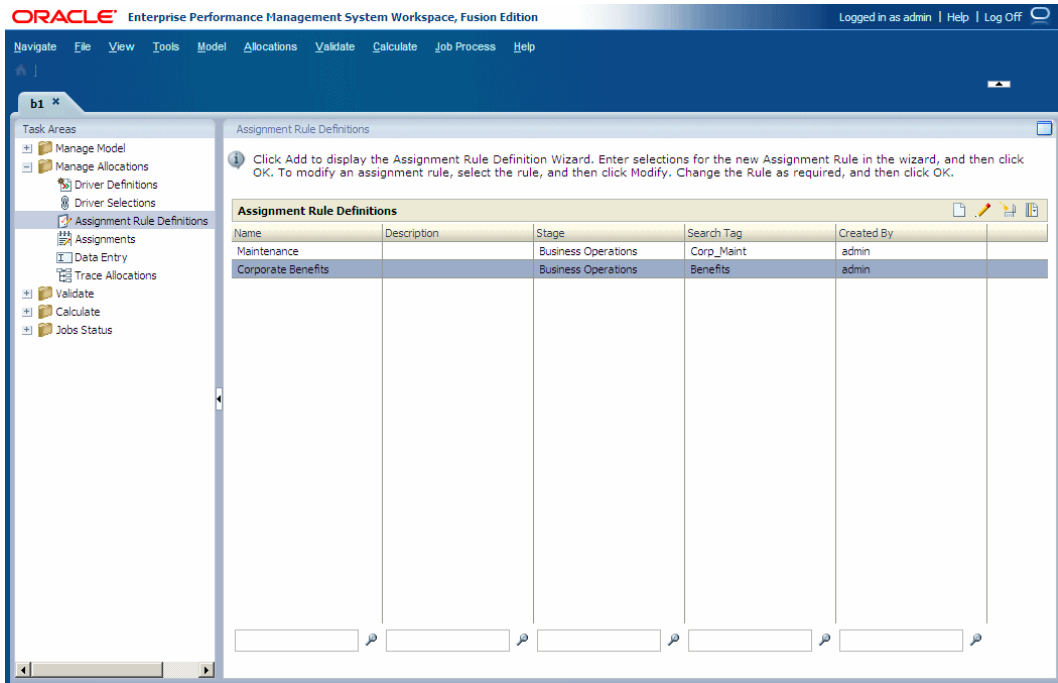 ORACLE Enterprise Performance Management System Workspace, Fusion Edition
Logged in as admin | Help | Log Off
Navigate File View Tools Model Allocations Validate Calculate Job Process Help
b1
Task Areas
Manage Model
Manage Allocations
Driver Definitions
Driver Selections
Assignment Rule Definitions
Assignments
Data Entry
Trace Allocations
Validate
Calculate
Jobs Status
Assignment Rule Definitions
Click Add to display the Assignment Rule Definition Wizard. Enter selections for the new Assignment Rule in the wizard, and then click
OK. To modify an assignment rule, select the rule, and then click Modify. Change the Rule as required, and then click OK.
Assignment Rule Definitions
Name Description Stage Search Tag Created By
Maintenance Business Operations Corp_Maint admin
Corporate Benefits Business Operations Benefits admin